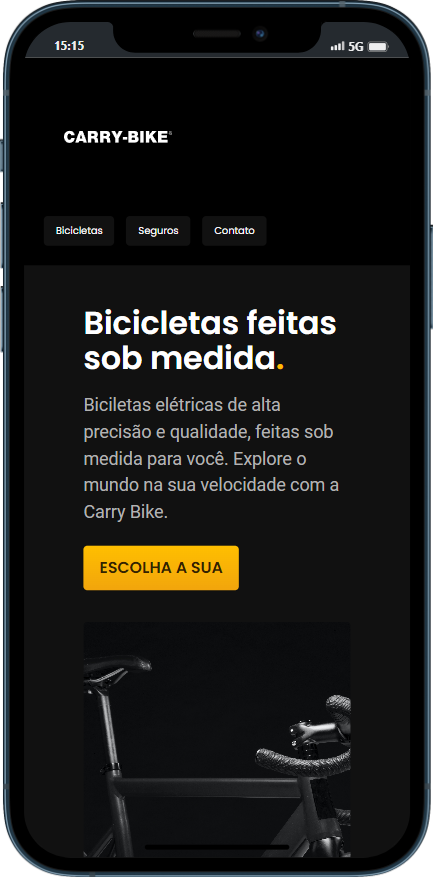 15:15
5G
CARRY-BIKE®
Bicicletas Seguros Contato
Bicicletas feitas
sob medida.
Biciletas elétricas de alta
precisão e qualidade, feitas sob
medida para você. Explore o
mundo na sua velocidade com a
Carry Bike.
ESCOLHA A SUA